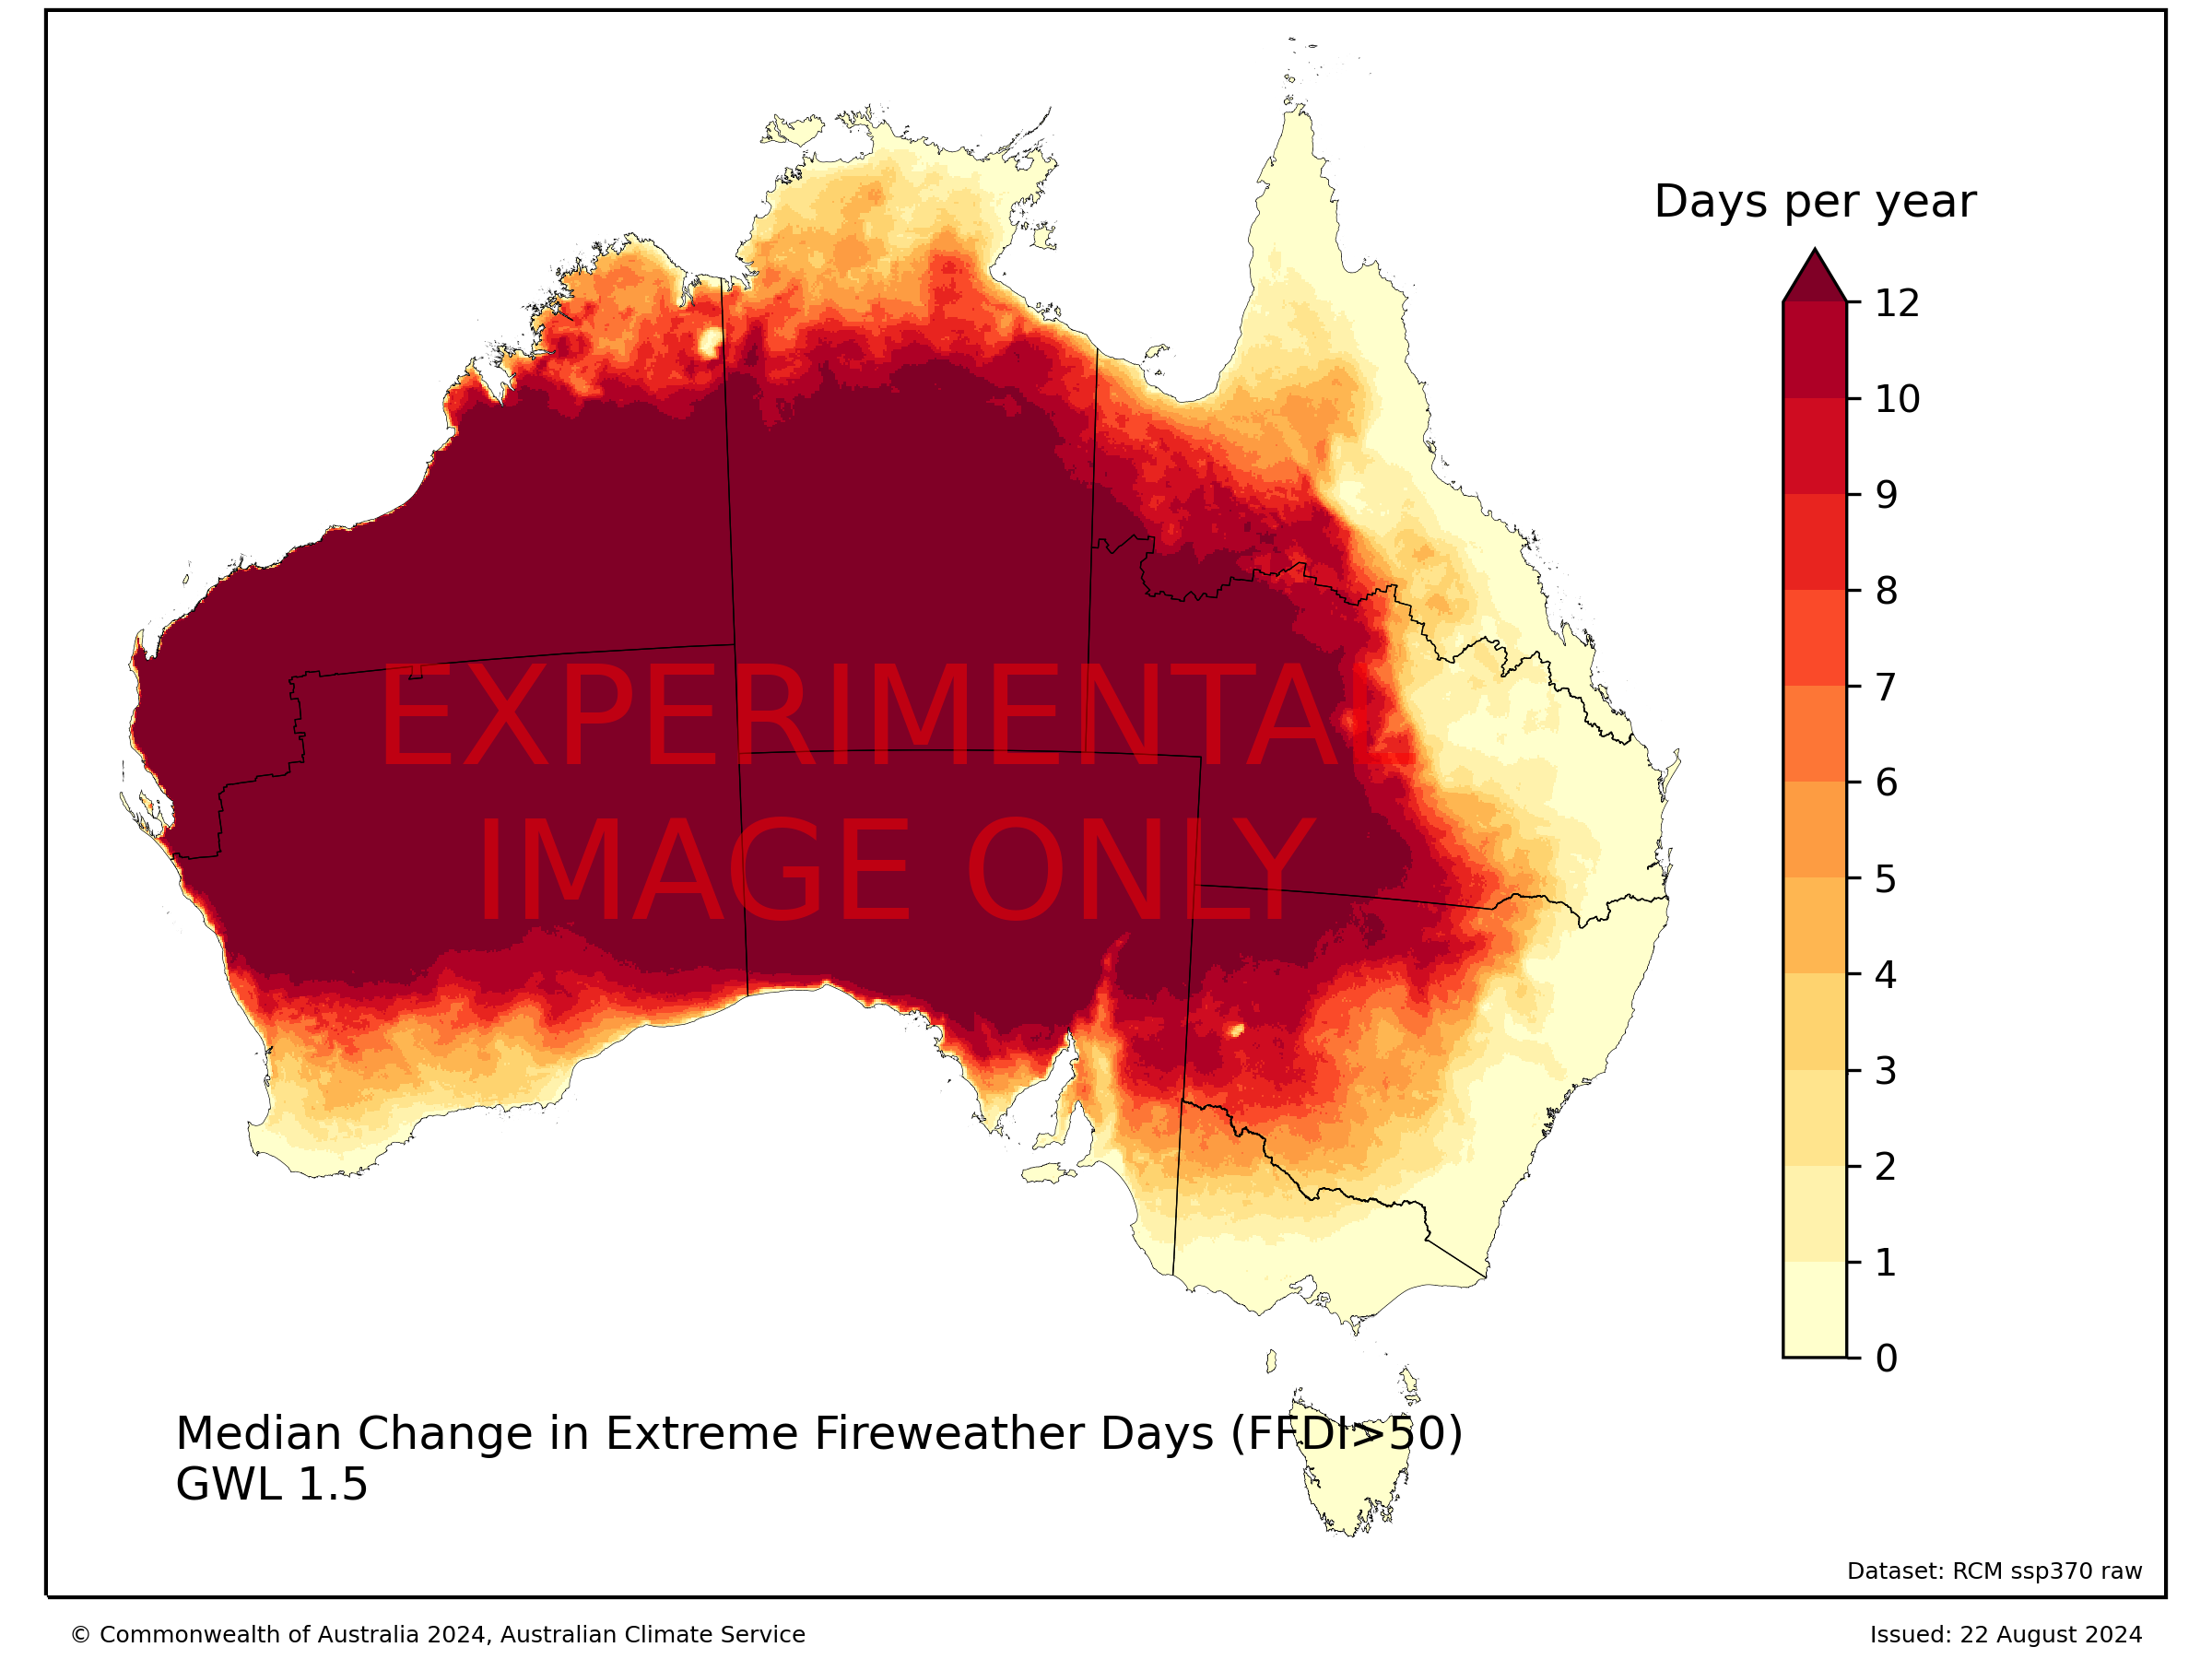 Days per year
12
10
9
8
7
6
5
4
3
2
1
0
EXPERIMENTAL
IMAGE ONLY
Median Change in Extreme Fireweather Days (FFDI>50)
GWL 1.5
Dataset: RCM ssp370 raw
© Commonwealth of Australia 2024, Australian Climate Service
Issued: 22 August 2024